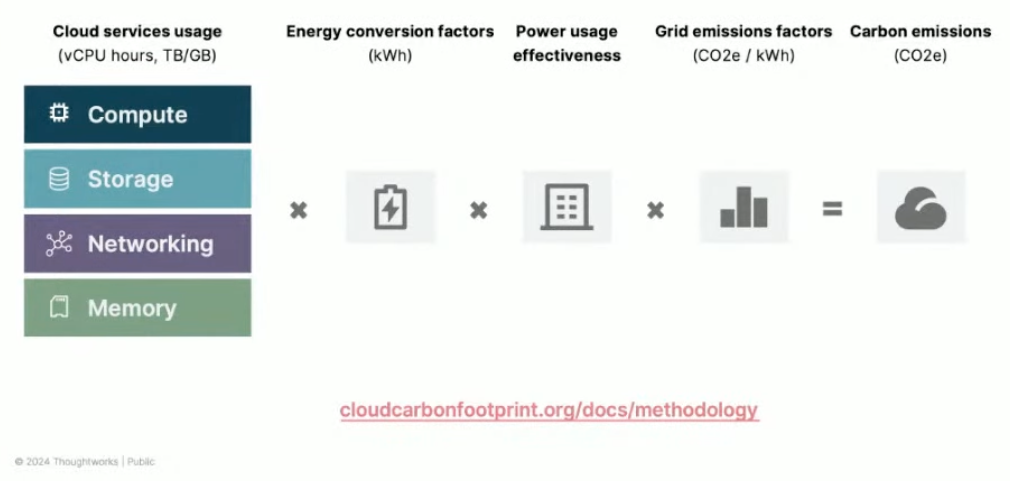 Cloud services usage
(vCPU hours, TB/GB)
Energy conversion factors
(kWh)
Power usage
effectiveness
Grid emissions factors
(CO2e / kWh)
Carbon emissions
(CO2e)
Compute
Storage
Networking
Memory
cloudcarbonfootprint.org/docs/methodology
© 2024 Thoughtworks | Public